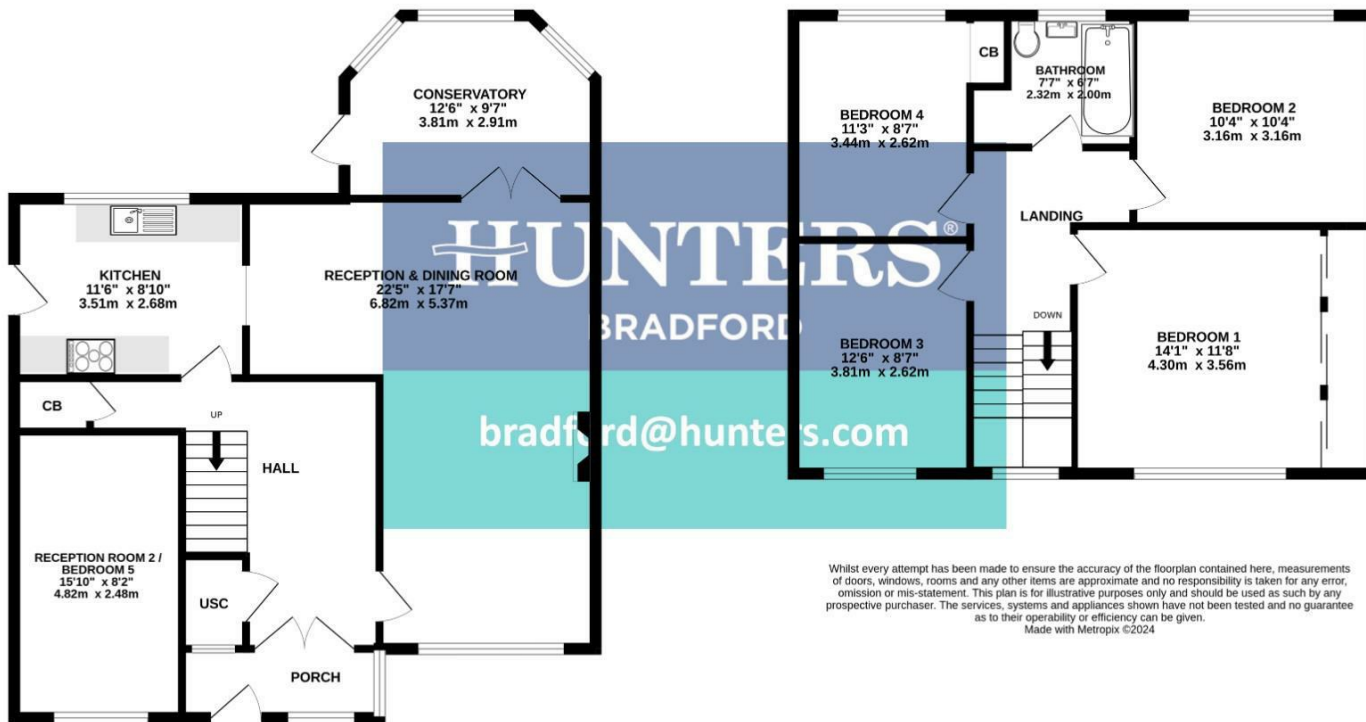 CONSERVATORY
12'6" x 9'7"
3.81m x 2.91m
KITCHEN
11'6" x 8'10"
3.51m x 2.68m
RECEPTION & DINING ROOM
22'5" x 17'7"
6.82m x 5.37m
CB
UP
HALL
RECEPTION ROOM 2 /
BEDROOM 5
15'10" x 8'2"
4.82m x 2.48m
USC
PORCH
BEDROOM 4
11'3" x 8'7"
3.44m x 2.62m
CB
BATHROOM
7'7" x 6'7"
2.32m x 2.00m
BEDROOM 2
10'4" x 10'4"
3.16m x 3.16m
LANDING
BEDROOM 3
12'6" x 8'7"
3.81m x 2.62m
DOWN
BEDROOM 1
14'1" x 11'8"
4.30m x 3.56m
HUNTERS®
BRADFORD
bradford@hunters.com
Whilst every attempt has been made to ensure the accuracy of the floorplan contained here, measurements
of doors, windows, rooms and any other items are approximate and no responsibility is taken for any error,
omission or mis-statement. This plan is for illustrative purposes only and should be used as such by any
prospective purchaser. The services, systems and appliances shown have not been tested and no guarantee
as to their operability or efficiency can be given.
Made with Metropix ©2024